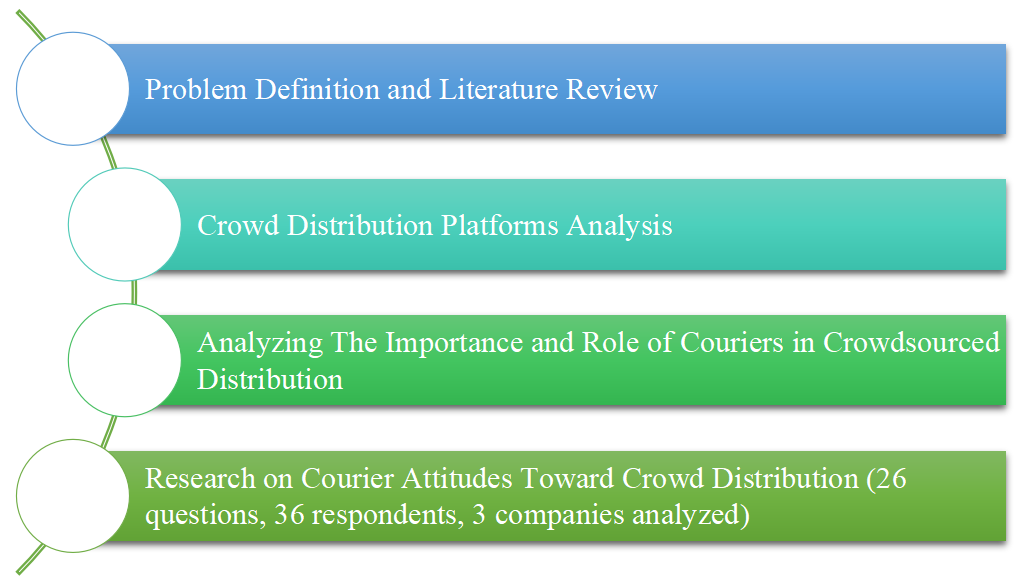 Problem Definition and Literature Review
Crowd Distribution Platforms Analysis
Analyzing The Importance and Role of Couriers in Crowdsourced
Distribution
Research on Courier Attitudes Toward Crowd Distribution (26
questions, 36 respondents, 3 companies analyzed)